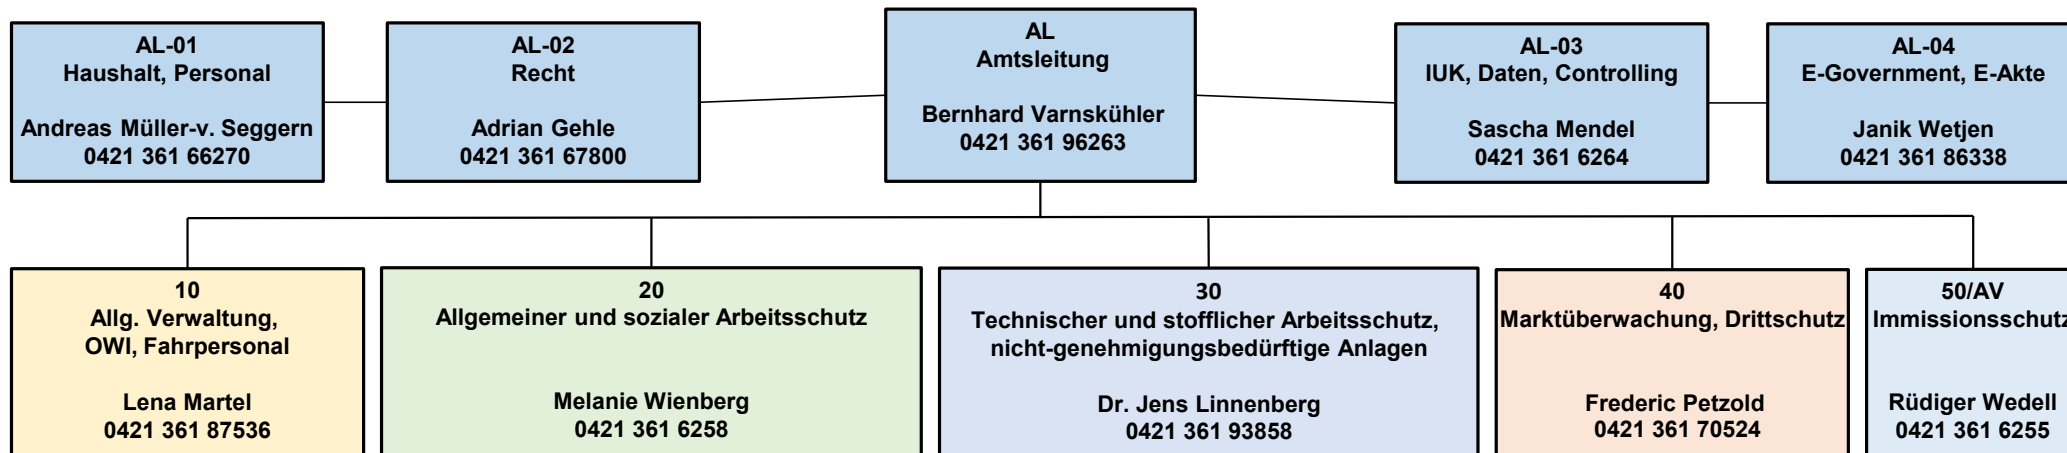 AL-01
Haushalt, Personal
Andreas Müller-v. Seggern
0421 361 66270
AL-02
Recht
Adrian Gehle
0421 361 67800
AL
Amtsleitung
Bernhard Varnskühler
0421 361 96263
AL-03
IUK, Daten, Controlling
Sascha Mendel
0421 361 6264
AL-04
E-Government, E-Akte
Janik Wetjen
0421 361 86338
10
Allg. Verwaltung,
OWI, Fahrpersonal
Lena Martel
0421 361 87536
20
Allgemeiner und sozialer Arbeitsschutz
Melanie Wienberg
0421 361 6258
30
Technischer und stofflicher Arbeitsschutz,
nicht-genehmigungsbedürftige Anlagen
Dr. Jens Linnenberg
0421 361 93858
40
Marktüberwachung, Drittschutz
Frederic Petzold
0421 361 70524
50/AV
Immissionsschutz
Rüdiger Wedell
0421 361 6255